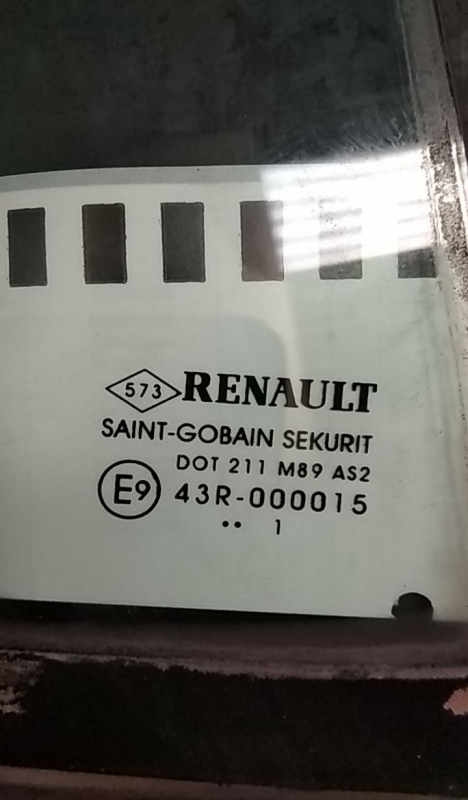 573 RENAULT
SAINT-GOBAIN SEKURIT
DOT 211 M89 AS2
E9 43R-000015
•• 1